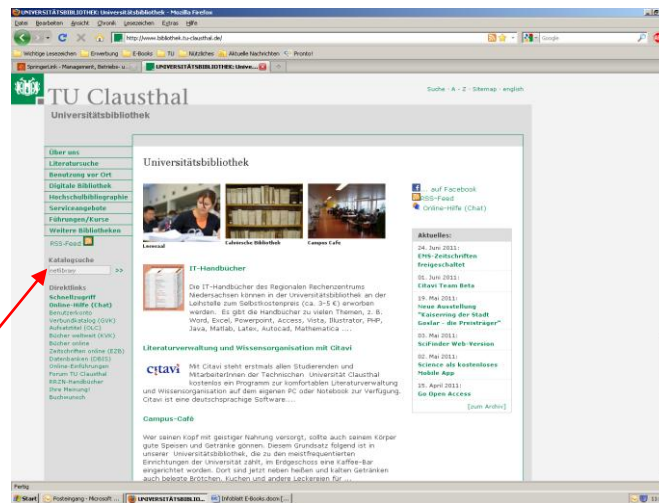 UNIVERSITÄTSBIBLIOTHEK: Universitätsbibliothek - Mozilla Firefox
Datei Bearbeiten Ansicht Chronik Lesezeichen Extras Hilfe
http://www.bibliothek.tu-clausthal.de/
Google
Wichtige Lesezeichen Erwerbung E-Books TU Nützliches Aktuelle Nachrichten Pronto!
SpringerLink - Management, Betriebs- u...
UNIVERSITÄTSBIBLIOTHEK: Unive...
TU Clausthal
Suche · A - Z · Sitemap · english
Universitätsbibliothek
Über uns
Literatursuche
Benutzung vor Ort
Digitale Bibliothek
Hochschulbibliographie
Serviceangebote
Führungen/Kurse
Weitere Bibliotheken
RSS-Feed
Katalogsuche
netlibrary >>
Direktlinks
Schnellzugriff
Online-Hilfe (Chat)
Benutzerkonto
Verbundkatalog (GVK)
Aufsatztitel (OLC)
Bücher weltweit (KVK)
Bücher online
Zeitschriften online (EZB)
Datenbanken (DBIS)
Online-Einführungen
Forum TU Clausthal
RRZN-Handbücher
Ihre Meinung!
Buchwunsch
Universitätsbibliothek
Lesesaal
Calvörsche Bibliothek
Campus Café
IT-Handbücher
Die IT-Handbücher des Regionalen Rechenzentrums
Niedersachsen können in der Universitätsbibliothek an der
Leihstelle zum Selbstkostenpreis (ca. 3-5 €) erworben
werden. Es gibt die Handbücher zu vielen Themen, z. B.
Word, Excel, Powerpoint, Access, Vista, Illustrator, PHP,
Java, Matlab, Latex, Autocad, Mathematica ....
Literaturverwaltung und Wissensorganisation mit Citavi
citavi
Mit Citavi steht erstmals allen Studierenden und
MitarbeiterInnen der Technischen Universität Clausthal
kostenlos ein Programm zur komfortablen Literaturverwaltung
und Wissensorganisation auf dem eigenen PC oder Notebook zur Verfügung.
Citavi ist eine deutschsprachige Software....
Campus-Café
Wer seinen Kopf mit geistiger Nahrung versorgt, sollte auch seinem Körper
gute Speisen und Getränke gönnen. Diesem Grundsatz folgend ist in
unserer Universitätsbibliothek, die zu den meistfrequentierten
Einrichtungen der Universität zählt, im Erdgeschoss eine Kaffee-Bar
eingerichtet worden. Dort sind jetzt neben heißen und kalten Getränken
auch belegte Brötchen, Kuchen und andere Leckereien für ...
... auf Facebook
RSS-Feed
Online-Hilfe (Chat)
Aktuelles:
24. Juni 2011:
EMS-Zeitschriften
freigeschaltet
01. Juni 2011:
Citavi Team Beta
19. Mai 2011:
Neue Ausstellung
"Kaiserring der Stadt
Goslar - die Preisträger"
03. Mai 2011:
SciFinder Web-Version
02. Mai 2011:
Science als kostenloses
Mobile App
15. April 2011:
Go Open Access
[zum Archiv]
Fertig
Start
Posteingang - Microsoft ...
UNIVERSITÄTSBIBLIO...
Infoblatt E-Books.docx [...